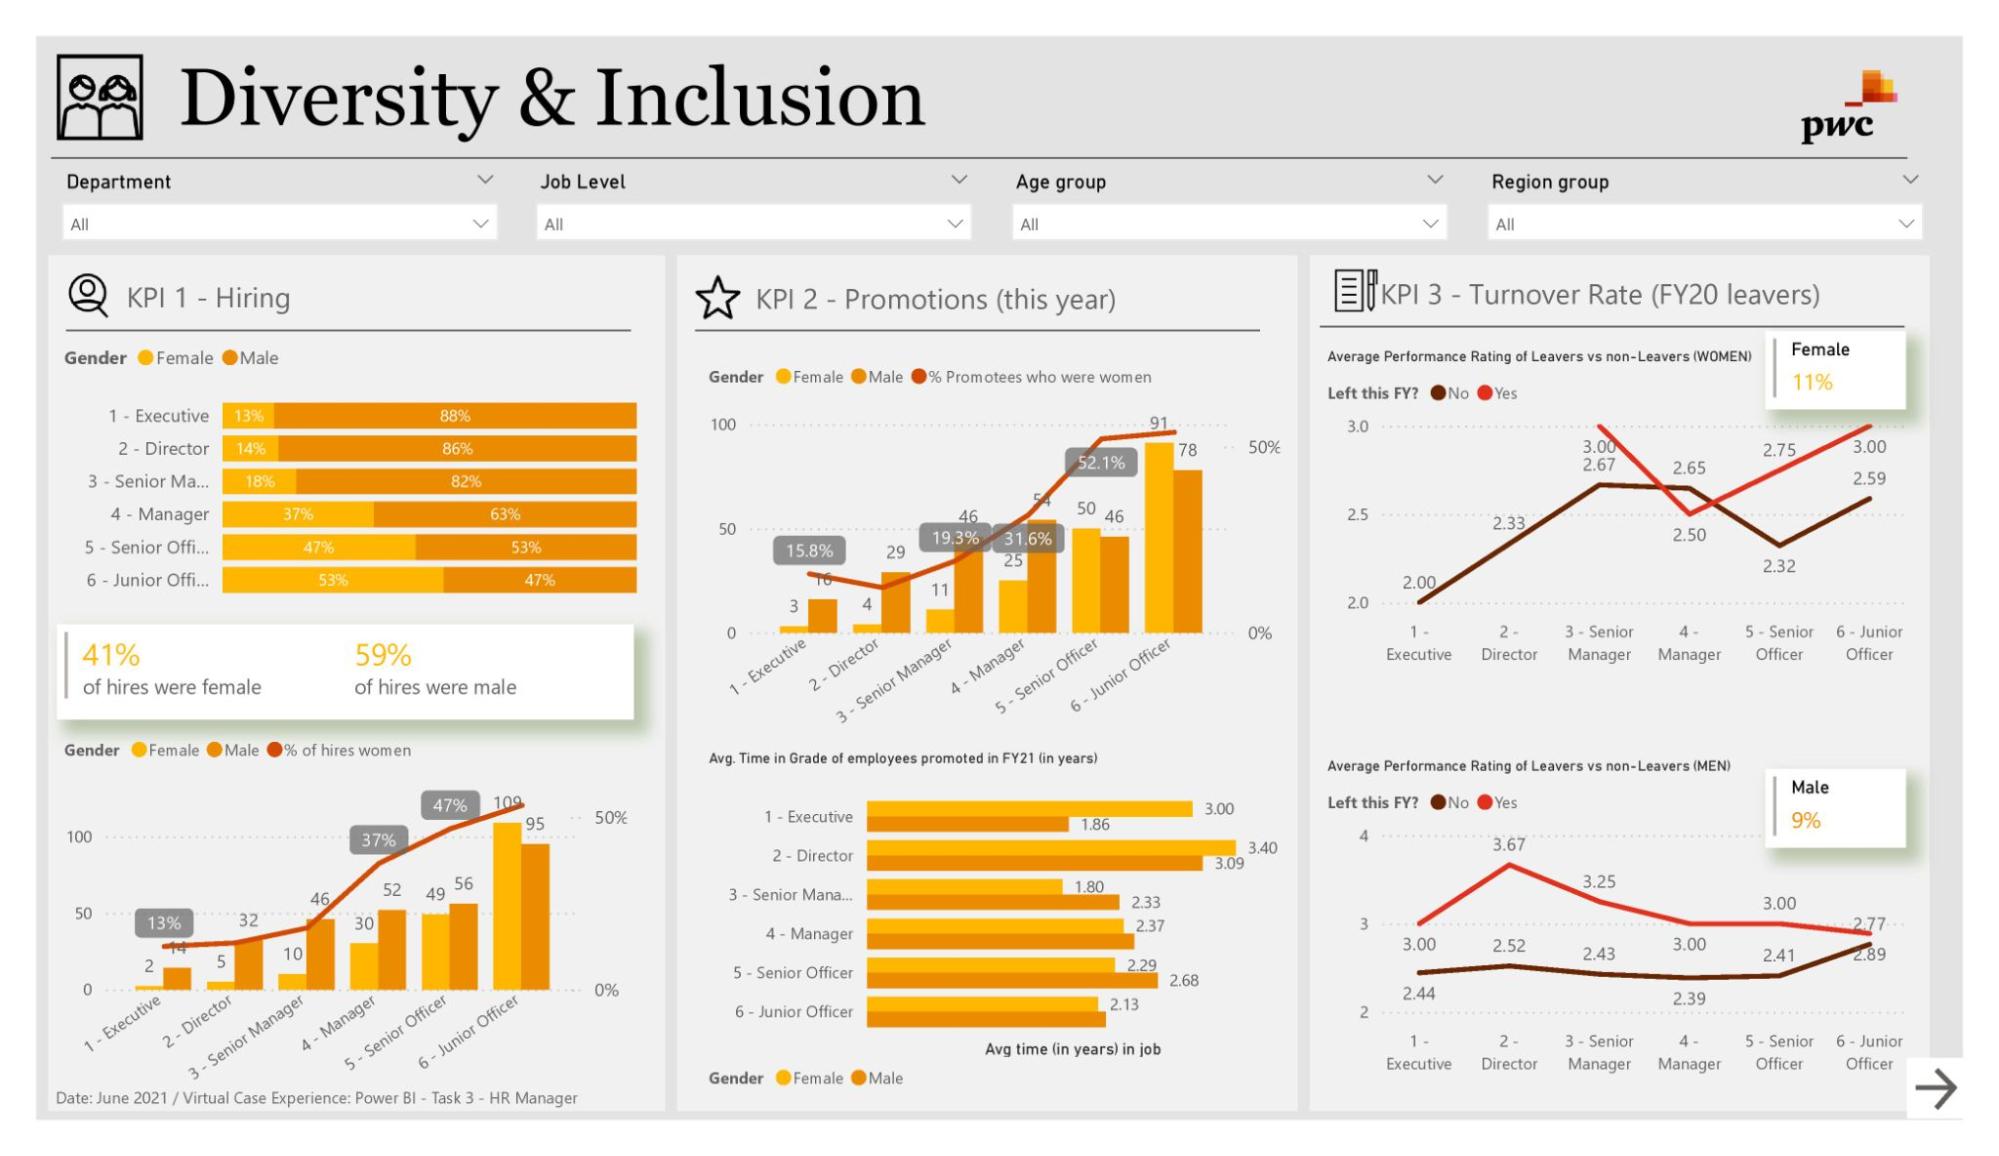 Diversity & Inclusion
pwc
Department
All
Job Level
All
Age group
All
Region group
All
KPI 1 - Hiring
Gender Female Male
1 - Executive 13% 88%
2 - Director 14% 86%
3 - Senior Ma... 18% 82%
4 - Manager 37% 63%
5 - Senior Offi... 47% 53%
6 - Junior Offi... 53% 47%
41%
of hires were female
59%
of hires were male
Gender Female Male % of hires women
100
50
0
50%
0%
13%
37%
47%
2
14
5
32
10
46
30
52
49
56
109
95
1 - Executive
2 - Director
3 - Senior Manager
4 - Manager
5 - Senior Officer
6 - Junior Officer
Date: June 2021 / Virtual Case Experience: Power BI - Task 3 - HR Manager
KPI 2 - Promotions (this year)
Gender Female Male % Promotees who were women
100
50
0
50%
0%
15.8%
19.3%
31.6%
52.1%
3
16
4
29
11
46
25
54
50
46
91
78
1 - Executive
2 - Director
3 - Senior Manager
4 - Manager
5 - Senior Officer
6 - Junior Officer
Avg. Time in Grade of employees promoted in FY21 (in years)
1 - Executive 3.00
1.86
2 - Director 3.40
3.09
3 - Senior Mana... 1.80
2.33
4 - Manager 2.37
5 - Senior Officer 2.29
2.68
6 - Junior Officer 2.13
Avg time (in years) in job
Gender Female Male
KPI 3 - Turnover Rate (FY20 leavers)
Average Performance Rating of Leavers vs non-Leavers (WOMEN)
Female
11%
Left this FY? No Yes
3.0
2.5
2.0
2.00
2.33
3.00
2.67
2.65
2.50
2.75
2.32
3.00
2.59
1 - Executive
2 - Director
3 - Senior Manager
4 - Manager
5 - Senior Officer
6 - Junior Officer
Average Performance Rating of Leavers vs non-Leavers (MEN)
Male
9%
Left this FY? No Yes
4
3
2
3.00
2.44
3.67
2.52
3.25
2.43
3.00
2.39
3.00
2.41
2.77
2.89
1 - Executive
2 - Director
3 - Senior Manager
4 - Manager
5 - Senior Officer
6 - Junior Officer